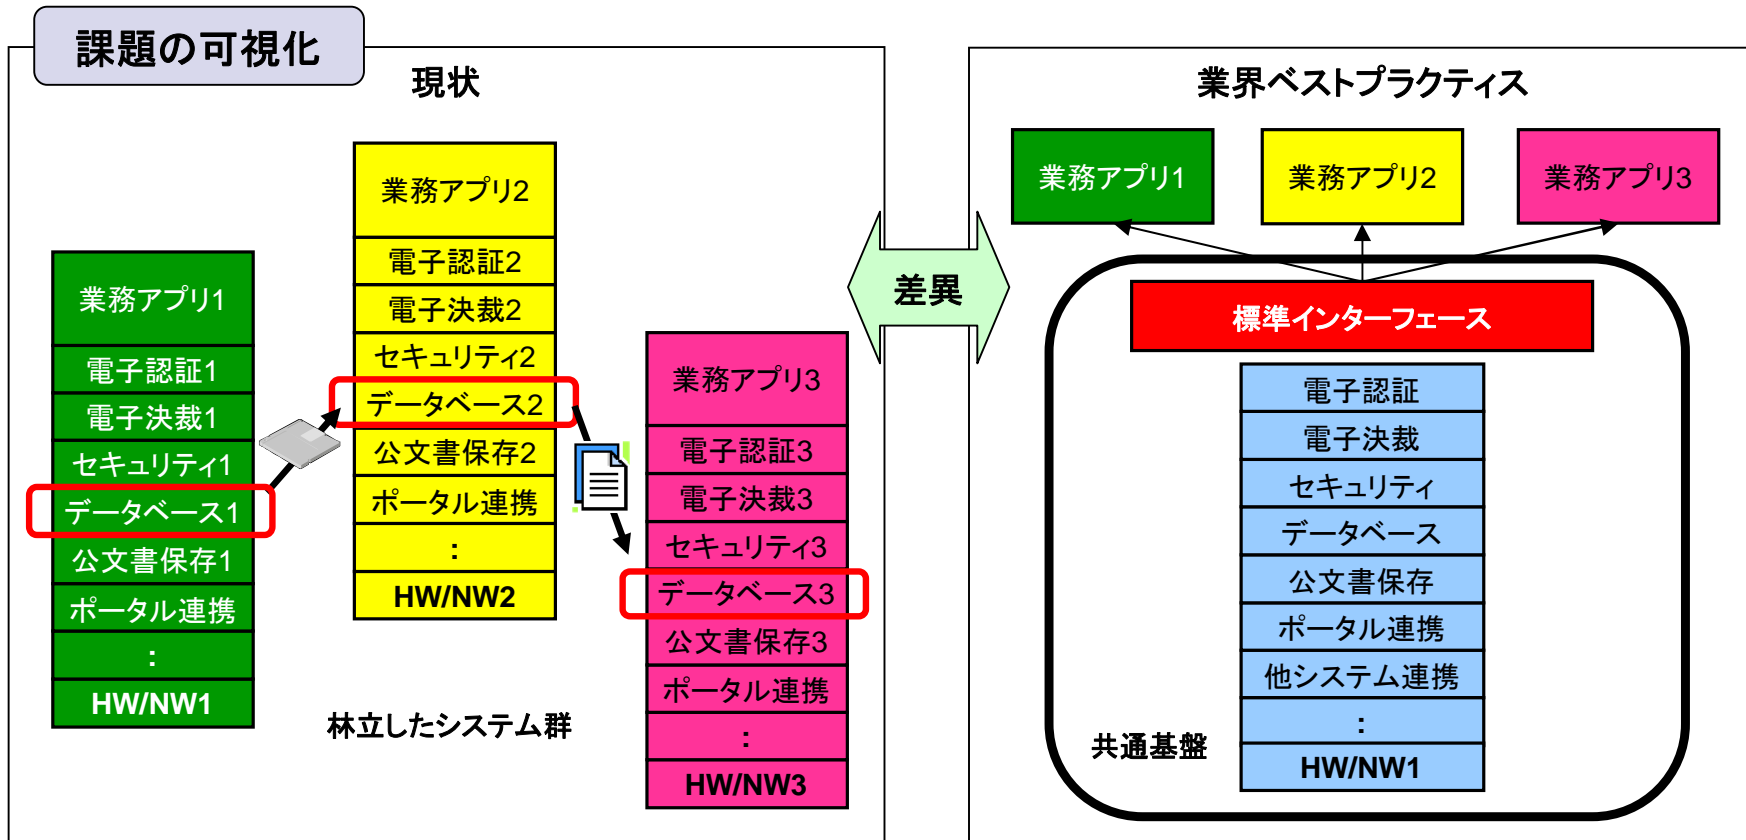 課題の可視化
現状
業務アプリ1
電子認証1
電子決裁1
セキュリティ1
データベース1
公文書保存1
ポータル連携
:
HW/NW1
業務アプリ2
電子認証2
電子決裁2
セキュリティ2
データベース2
公文書保存2
ポータル連携
:
HW/NW2
業務アプリ3
電子認証3
電子決裁3
セキュリティ3
データベース3
公文書保存3
ポータル連携
:
HW/NW3
林立したシステム群
差異
業界ベストプラクティス
業務アプリ1
業務アプリ2
業務アプリ3
標準インターフェース
電子認証
電子決裁
セキュリティ
データベース
公文書保存
ポータル連携
他システム連携
:
HW/NW1
共通基盤